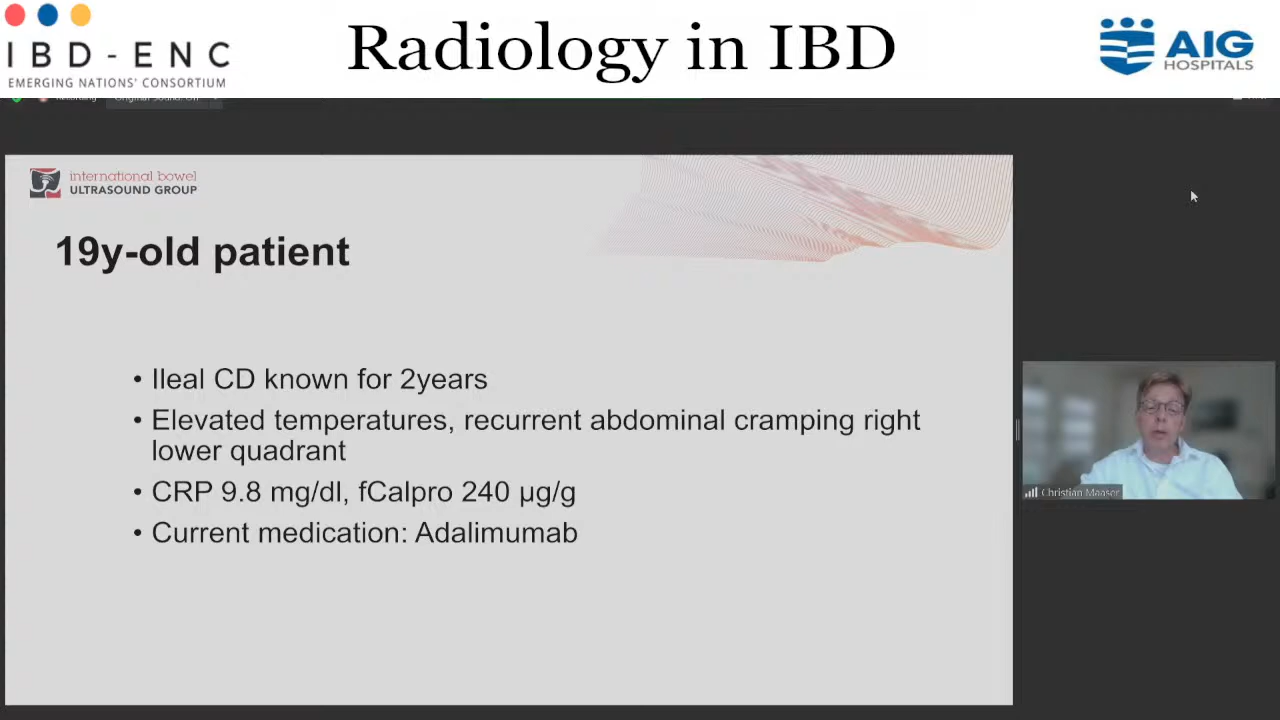 IBD-ENC
EMERGING NATIONS' CONSORTIUM
Radiology in IBD
AIG
HOSPITALS
international bowel
ULTRASOUND GROUP
19y-old patient
• Ileal CD known for 2years
• Elevated temperatures, recurrent abdominal cramping right
lower quadrant
• CRP 9.8 mg/dl, fCalpro 240 µg/g
• Current medication: Adalimumab
Christian Maaser